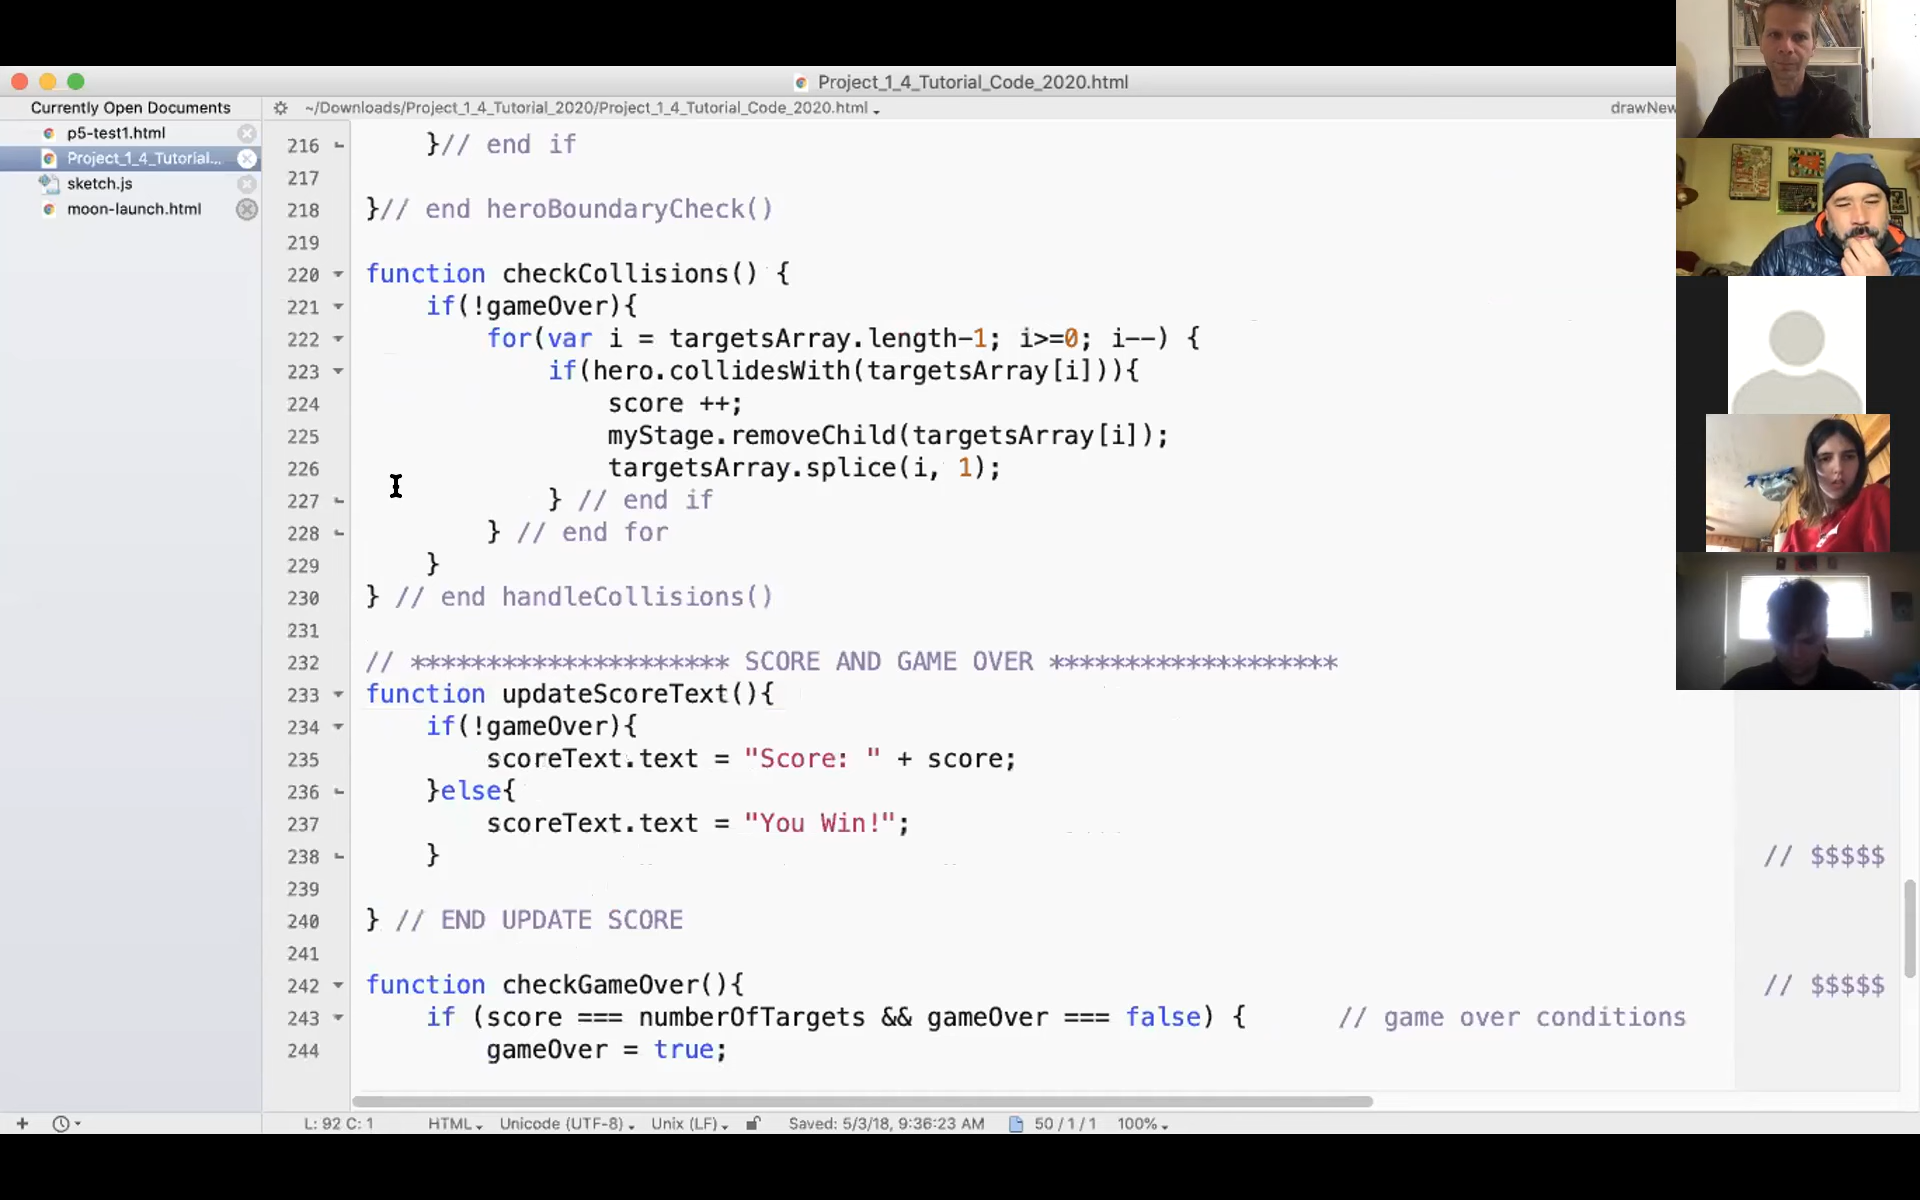 Project_1_4_Tutorial_Code_2020.html
Currently Open Documents
~/Downloads/Project_1_4_Tutorial_2020/Project_1_4_Tutorial_Code_2020.html
drawNew
p5-test1.html
Project_1_4_Tutorial...
sketch.js
moon-launch.html
216     }// end if
217
218 }// end heroBoundaryCheck()
219
220 function checkCollisions() {
221     if(!gameOver){
222         for(var i = targetsArray.length-1; i>=0; i--) {
223             if(hero.collidesWith(targetsArray[i])){
224                 score ++;
225                 myStage.removeChild(targetsArray[i]);
226                 targetsArray.splice(i, 1);
227             } // end if
228         } // end for
229     }
230 } // end handleCollisions()
231
232 // ********************* SCORE AND GAME OVER *******************
233 function updateScoreText(){
234     if(!gameOver){
235         scoreText.text = "Score: " + score;
236     }else{
237         scoreText.text = "You Win!";
238     } // $$$$$
239
240 } // END UPDATE SCORE
241
242 function checkGameOver(){ // $$$$$
243     if (score === numberOfTargets && gameOver === false) { // game over conditions
244         gameOver = true;
L: 92 C: 1 HTML Unicode (UTF-8) Unix (LF) Saved: 5/3/18, 9:36:23 AM 50 / 1 / 1 100%